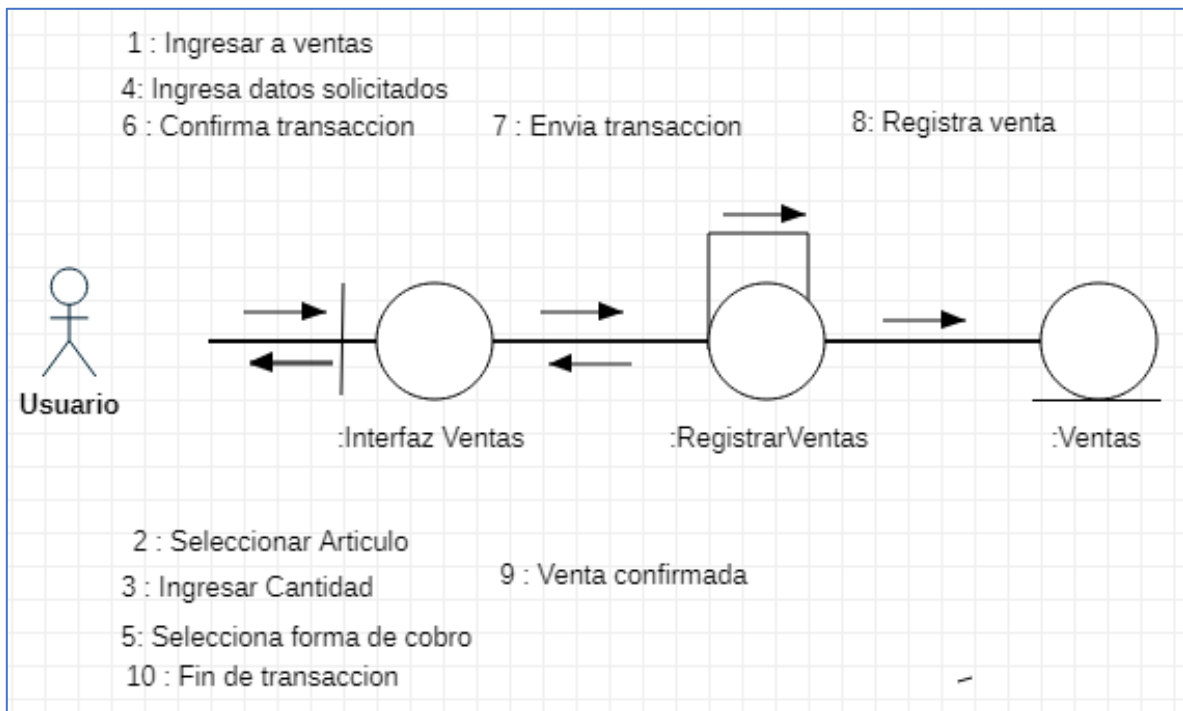 1 : Ingresar a ventas
4: Ingresa datos solicitados
6 : Confirma transaccion
7 : Envia transaccion
8: Registra venta
Usuario
:Interfaz Ventas
:RegistrarVentas
:Ventas
2 : Seleccionar Articulo
3 : Ingresar Cantidad
9 : Venta confirmada
5: Selecciona forma de cobro
10 : Fin de transaccion